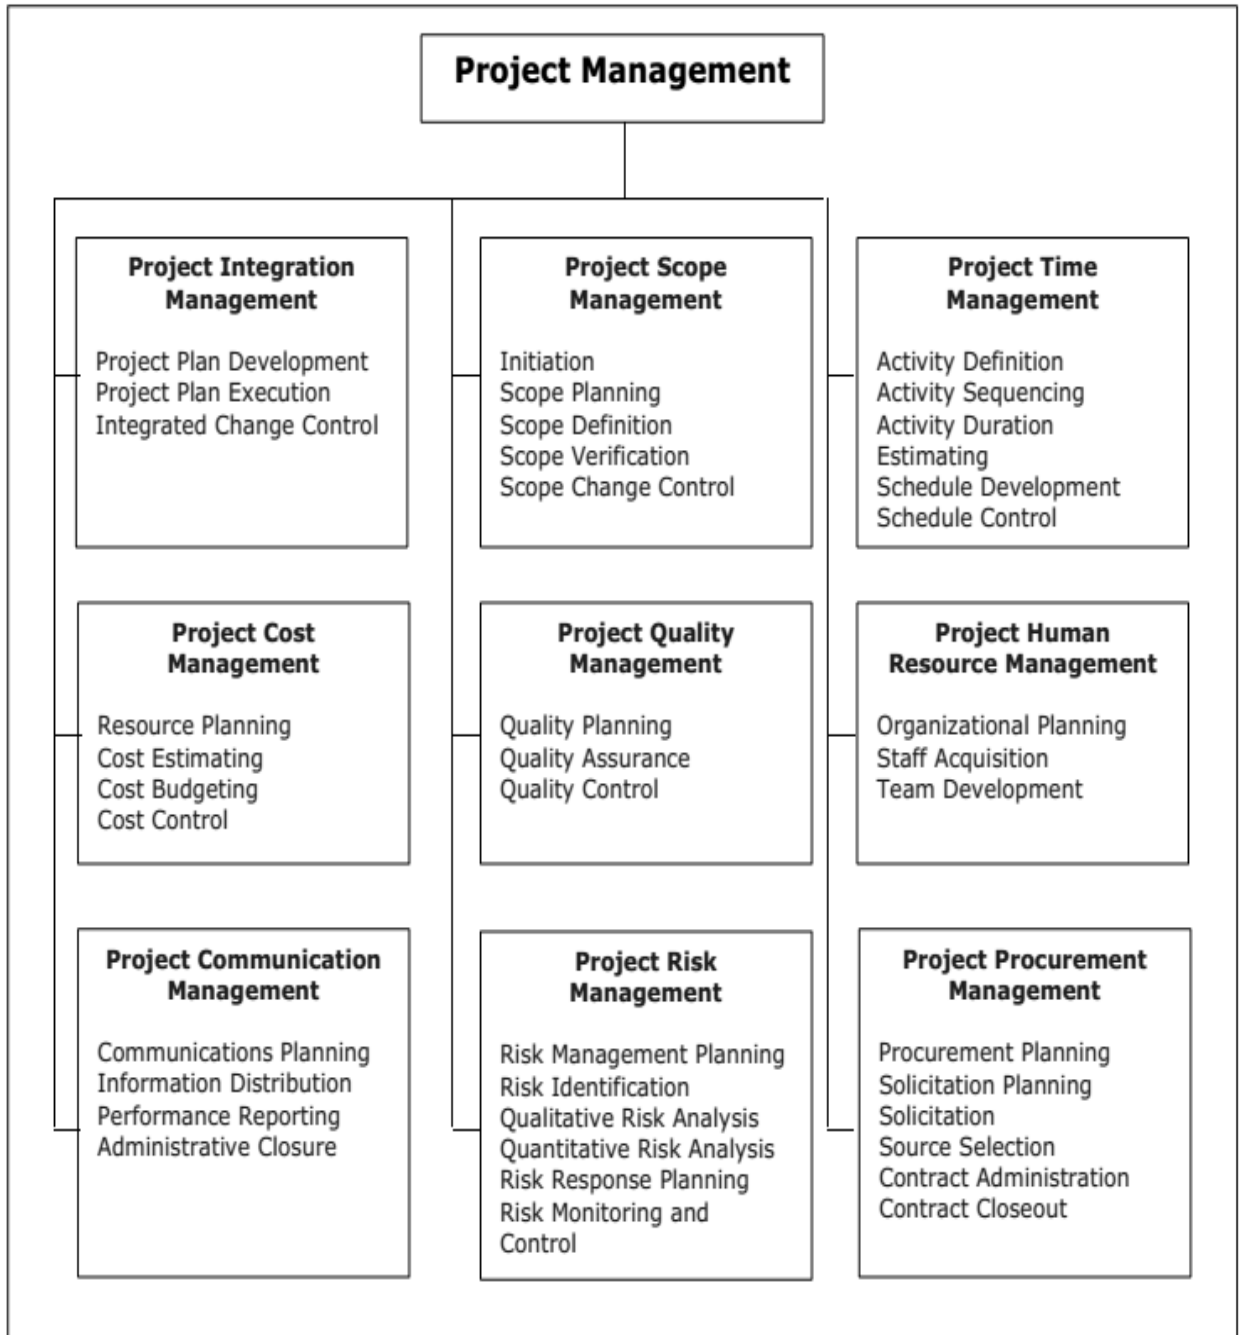 Project Management
Project Integration
Management
Project Plan Development
Project Plan Execution
Integrated Change Control
Project Scope
Management
Initiation
Scope Planning
Scope Definition
Scope Verification
Scope Change Control
Project Time
Management
Activity Definition
Activity Sequencing
Activity Duration
Estimating
Schedule Development
Schedule Control
Project Cost
Management
Resource Planning
Cost Estimating
Cost Budgeting
Cost Control
Project Quality
Management
Quality Planning
Quality Assurance
Quality Control
Project Human
Resource Management
Organizational Planning
Staff Acquisition
Team Development
Project Communication
Management
Communications Planning
Information Distribution
Performance Reporting
Administrative Closure
Project Risk
Management
Risk Management Planning
Risk Identification
Qualitative Risk Analysis
Quantitative Risk Analysis
Risk Response Planning
Risk Monitoring and
Control
Project Procurement
Management
Procurement Planning
Solicitation Planning
Solicitation
Source Selection
Contract Administration
Contract Closeout